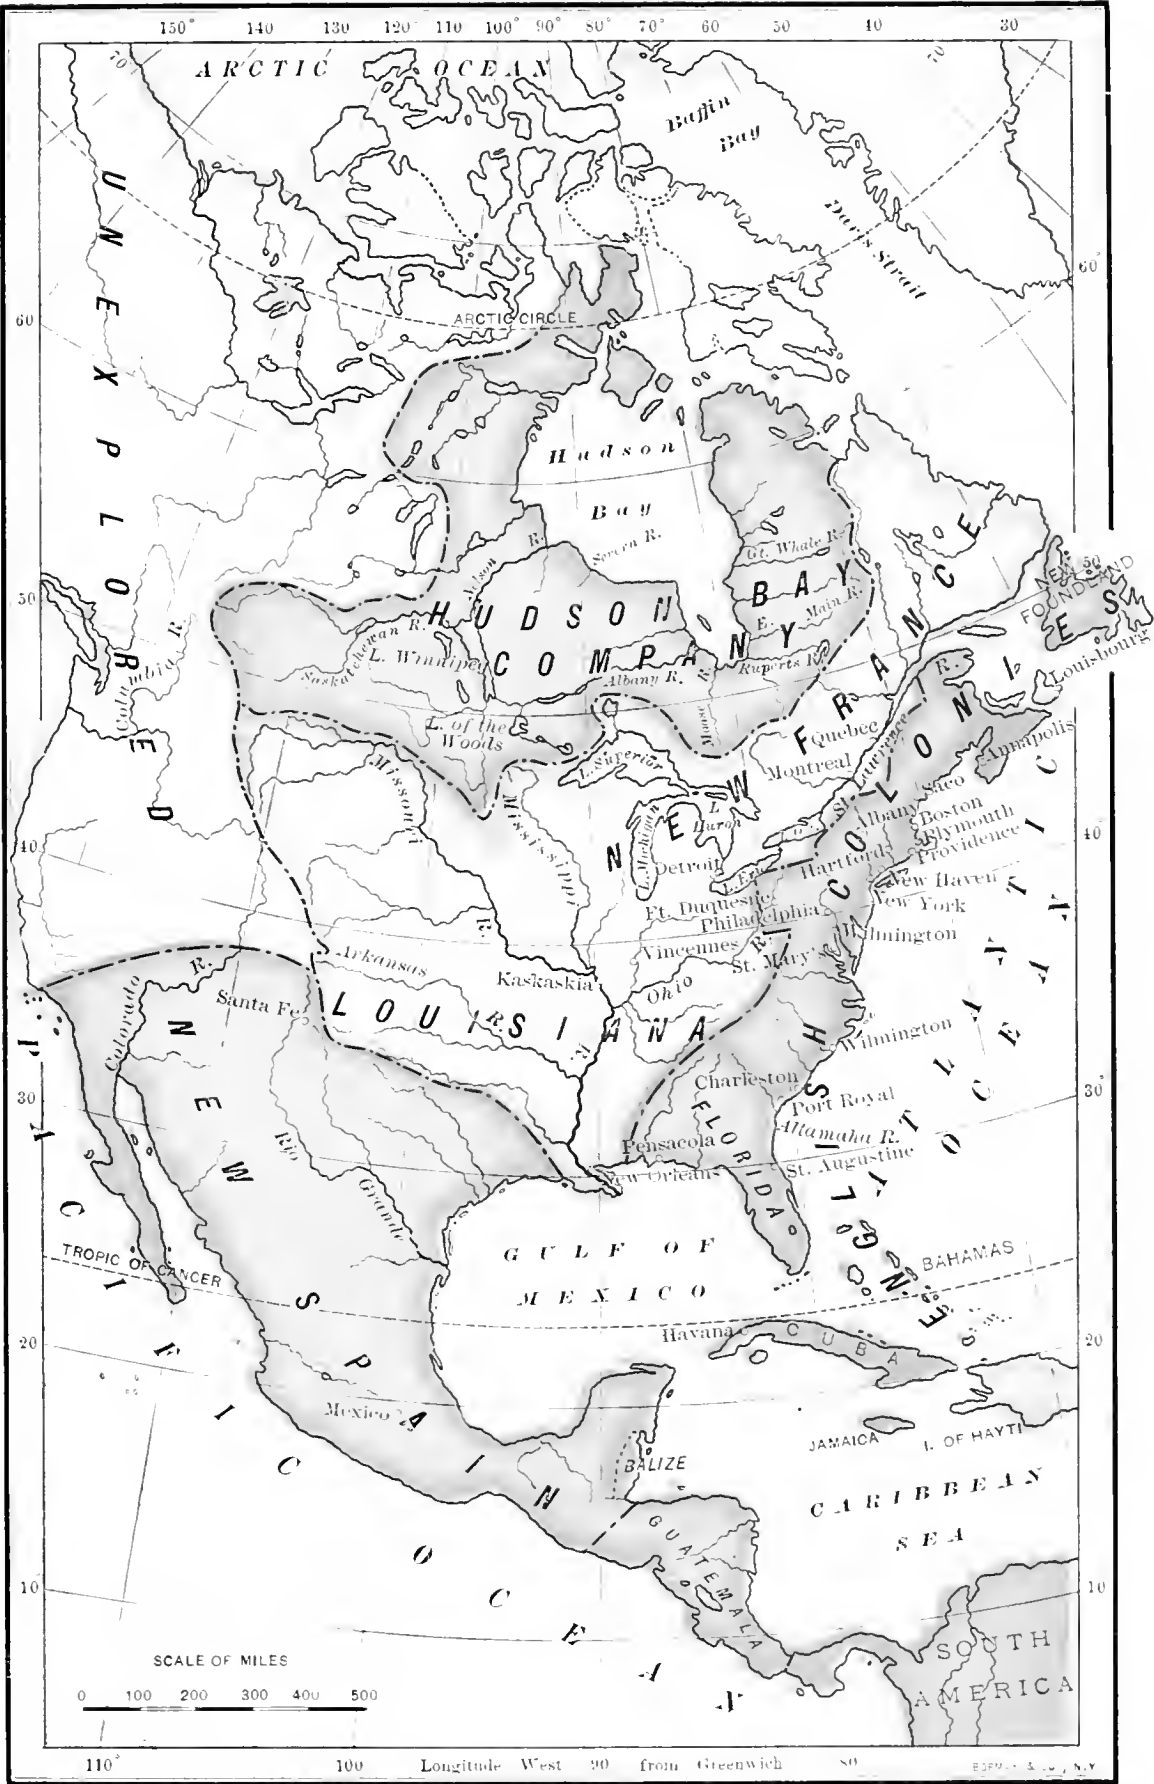 150° 140 130 120° 110 100° 90° 80° 70° 60 50 40 30
70°
70
ARCTIC OCEAN
Baffin
Bay
Davis Strait
UNEXPLORED
60
60°
ARCTIC CIRCLE
Hudson
Bay
Nelson R.
Severn R.
Gt. Whale R.
E. Main R.
HUDSON BAY
COMPANY
Saskatchewan R.
L. Winnipeg
Albany R.
Ruperts R.
Moose R.
50
50
NEW
FOUNDLAND
Louisbourg
Columbia R.
L. of the
Woods
L. Superior
NEW FRANCE
Quebec
Montreal
St. Lawrence R.
Annapolis
Missouri R.
Mississippi R.
L. Michigan
L. Huron
L. O.
L. Erie
Detroit
Albany
Saco
Boston
Plymouth
Providence
Hartford
New Haven
New York
40
40°
Ft. Duquesne
Philadelphia
Wilmington
Vincennes
St. Mary's
Ohio R.
Kaskaskia
Arkansas R.
LOUISIANA
Colorado R.
Santa Fe
Wilmington
Charleston
Port Royal
Altamaha R.
St. Augustine
30
30°
Pensacola
New Orleans
FLORIDA
ENGLISH COLONIES
ATLANTIC OCEAN
Rio Grande
NEW SPAIN
GULF OF
MEXICO
TROPIC OF CANCER
BAHAMAS
Havana
CUBA
20
20
Mexico
JAMAICA
I. OF HAYTI
BALIZE
CARIBBEAN
SEA
GUATEMALA
PACIFIC OCEAN
10
10
SOUTH
AMERICA
SCALE OF MILES
0 100 200 300 400 500
110° 100 Longitude West 90 from Greenwich 80